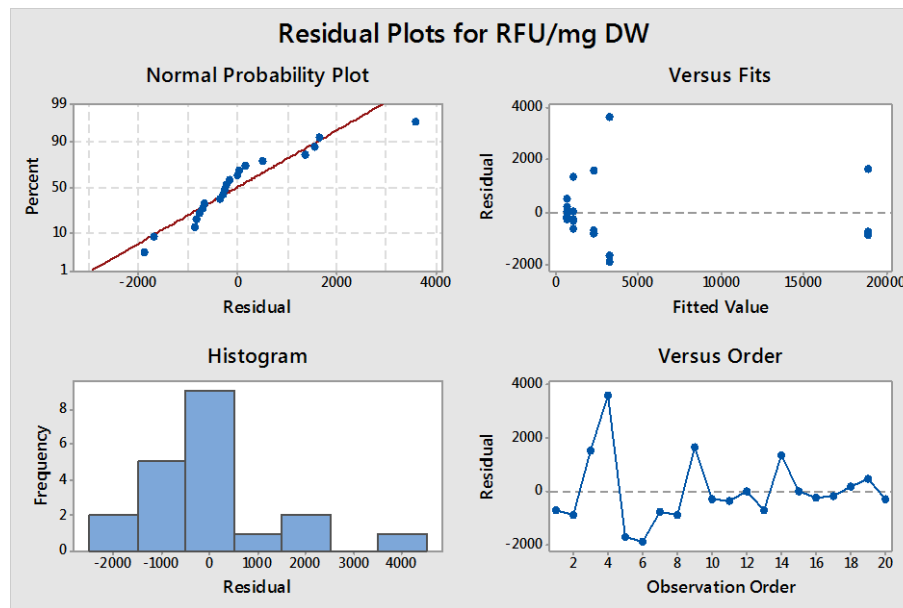 Residual Plots for RFU/mg DW
Normal Probability Plot
99
90
50
10
1
Percent
-2000 0 2000 4000
Residual
Versus Fits
4000
2000
0
-2000
Residual
0 5000 10000 15000 20000
Fitted Value
Histogram
8
6
4
2
0
Frequency
-2000 -1000 0 1000 2000 3000 4000
Residual
Versus Order
4000
2000
0
-2000
Residual
2 4 6 8 10 12 14 16 18 20
Observation Order